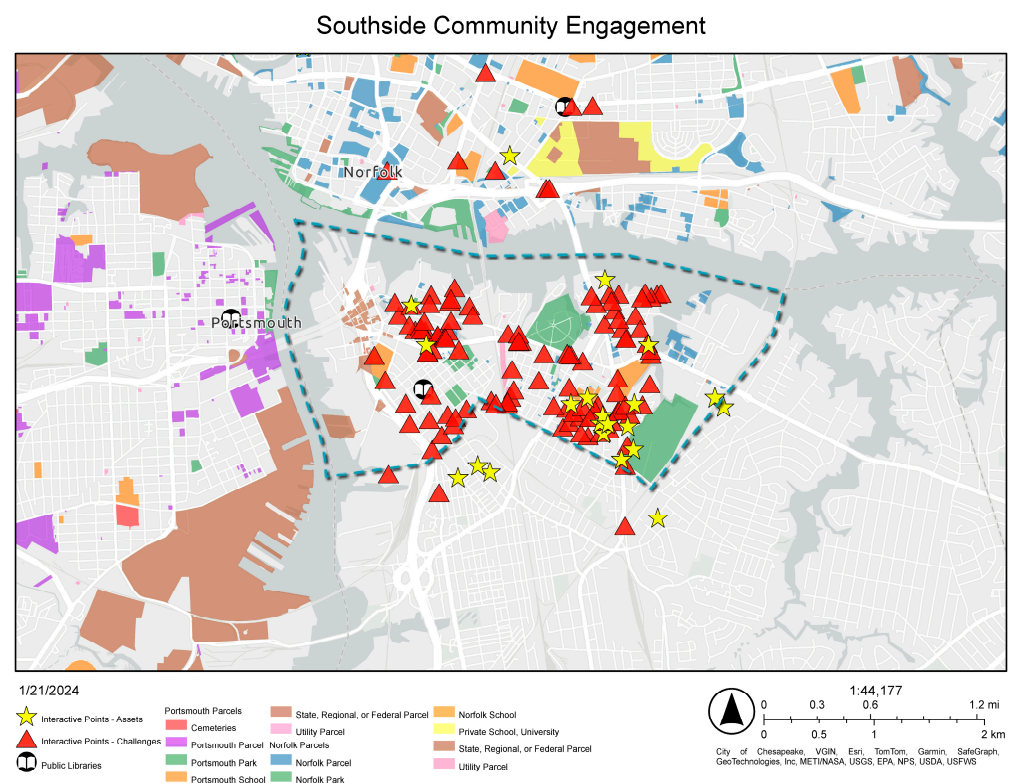 Southside Community Engagement
Norfolk
Portsmouth
1/21/2024
Interactive Points - Assets
Interactive Points - Challenges
Public Libraries
Portsmouth Parcels
Cemeteries
Portsmouth Parcel
Portsmouth Park
Portsmouth School
State, Regional, or Federal Parcel
Utility Parcel
Norfolk Parcels
Norfolk Parcel
Norfolk Park
Norfolk School
Private School, University
State, Regional, or Federal Parcel
Utility Parcel
1:44,177
0 0.3 0.6 1.2 mi
0 0.5 1 2 km
City of Chesapeake, VGIN, Esri, TomTom, Garmin, SafeGraph,
GeoTechnologies, Inc, METI/NASA, USGS, EPA, NPS, USDA, USFWS